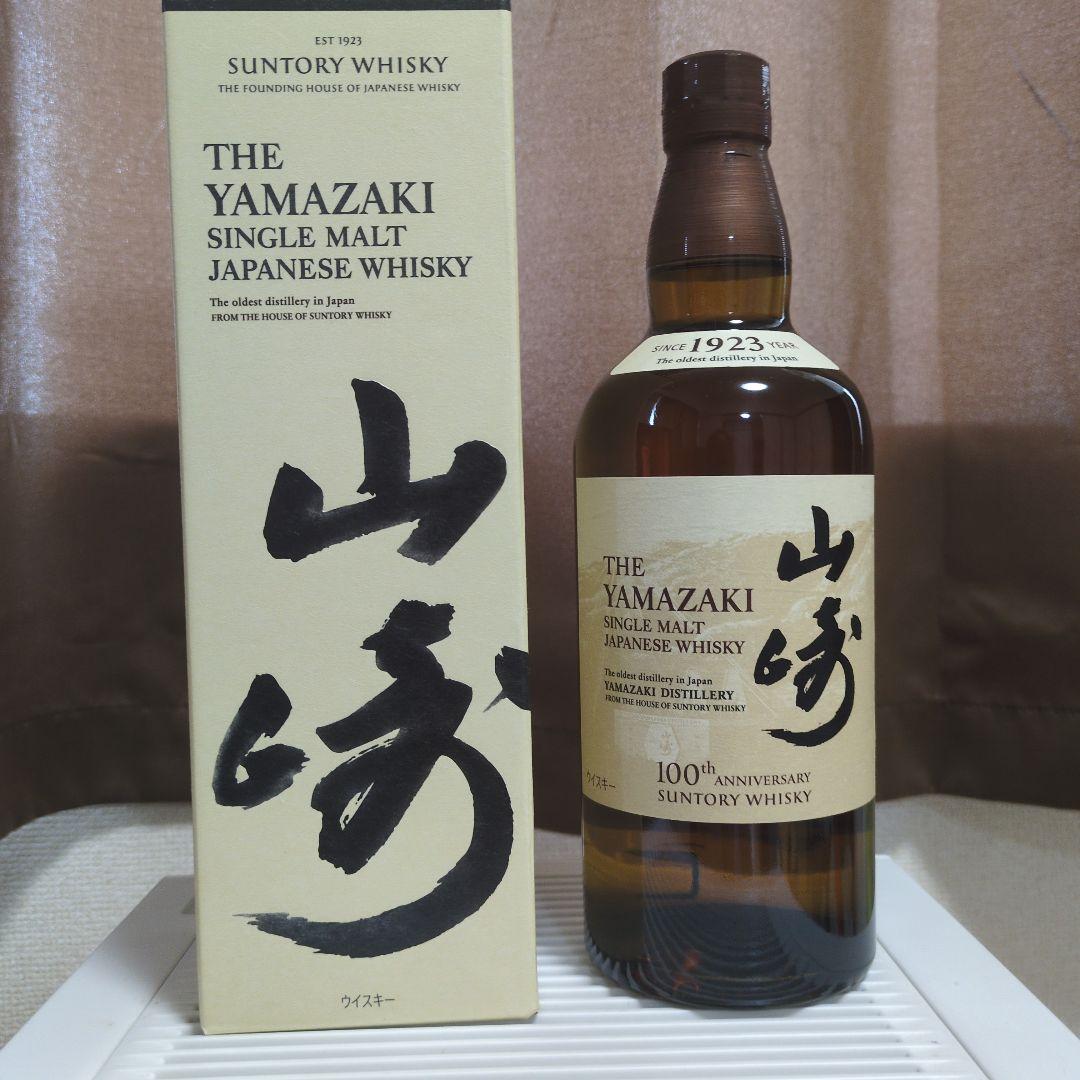 EST 1923
SUNTORY WHISKY
THE FOUNDING HOUSE OF JAPANESE WHISKY
THE
YAMAZAKI
SINGLE MALT
JAPANESE WHISKY
The oldest distillery in Japan
FROM THE HOUSE OF SUNTORY WHISKY
山
崎
ウイスキー
SINCE 1923 YEAR
The oldest distillery in Japan
THE
YAMAZAKI
SINGLE MALT
JAPANESE WHISKY
The oldest distillery in Japan
YAMAZAKI DISTILLERY
FROM THE HOUSE OF SUNTORY WHISKY
山
崎
ウイスキー
100th ANNIVERSARY
SUNTORY WHISKY